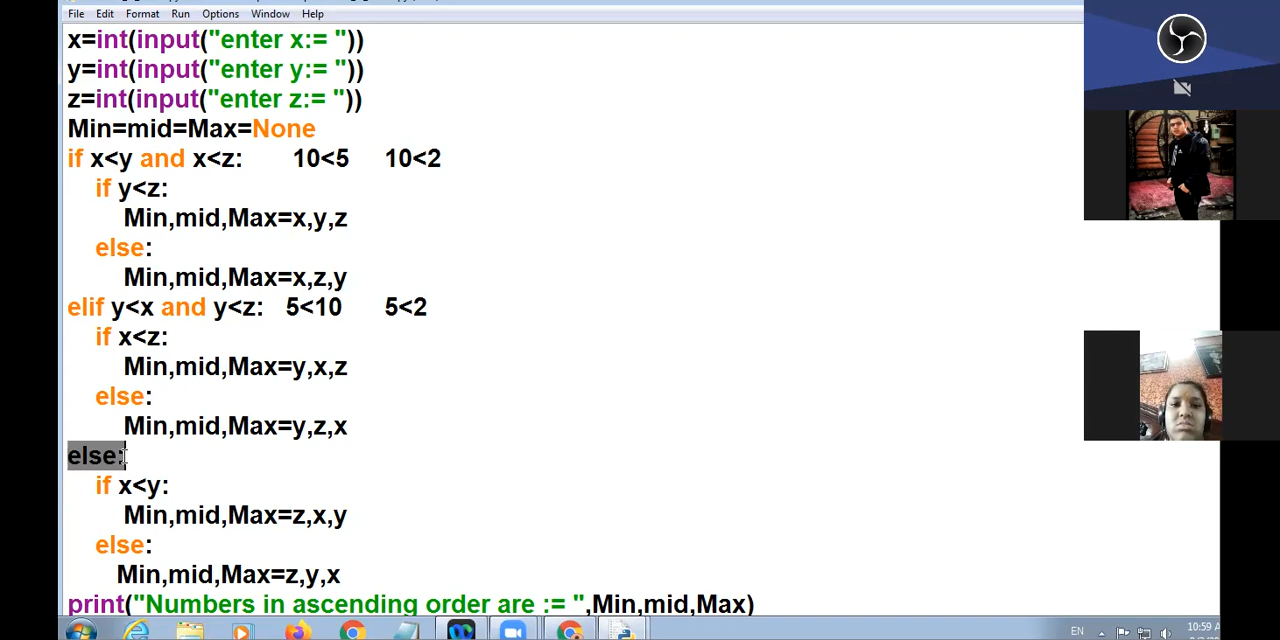 File Edit Format Run Options Window Help
x=int(input("enter x:= "))
y=int(input("enter y:= "))
z=int(input("enter z:= "))
Min=mid=Max=None
if x<y and x<z: 10<5 10<2
if y<z:
Min,mid,Max=x,y,z
else:
Min,mid,Max=x,z,y
elif y<x and y<z: 5<10 5<2
if x<z:
Min,mid,Max=y,x,z
else:
Min,mid,Max=y,z,x
else:
if x<y:
Min,mid,Max=z,x,y
else:
Min,mid,Max=z,y,x
print("Numbers in ascending order are := ",Min,mid,Max)
EN 10:59